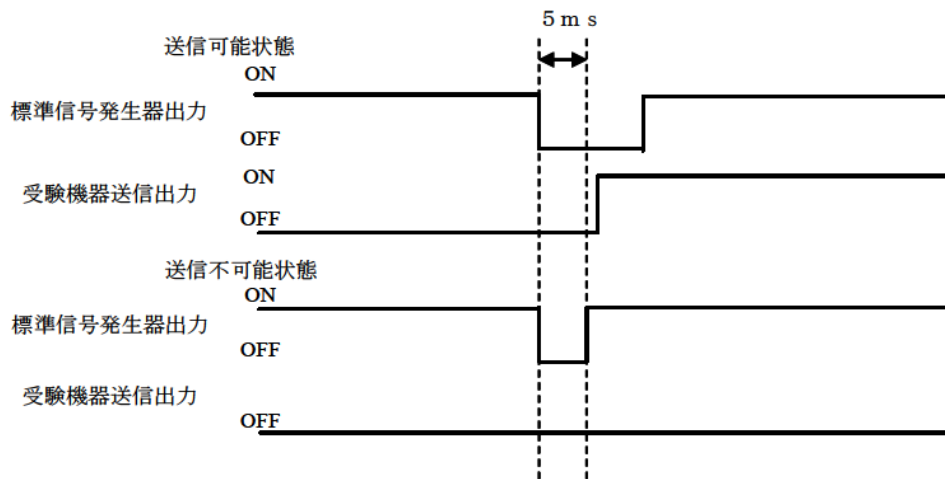 5ｍｓ
送信可能状態
ON
標準信号発生器出力
OFF
ON
受験機器送信出力
OFF
送信不可能状態
ON
標準信号発生器出力
OFF
受験機器送信出力
OFF